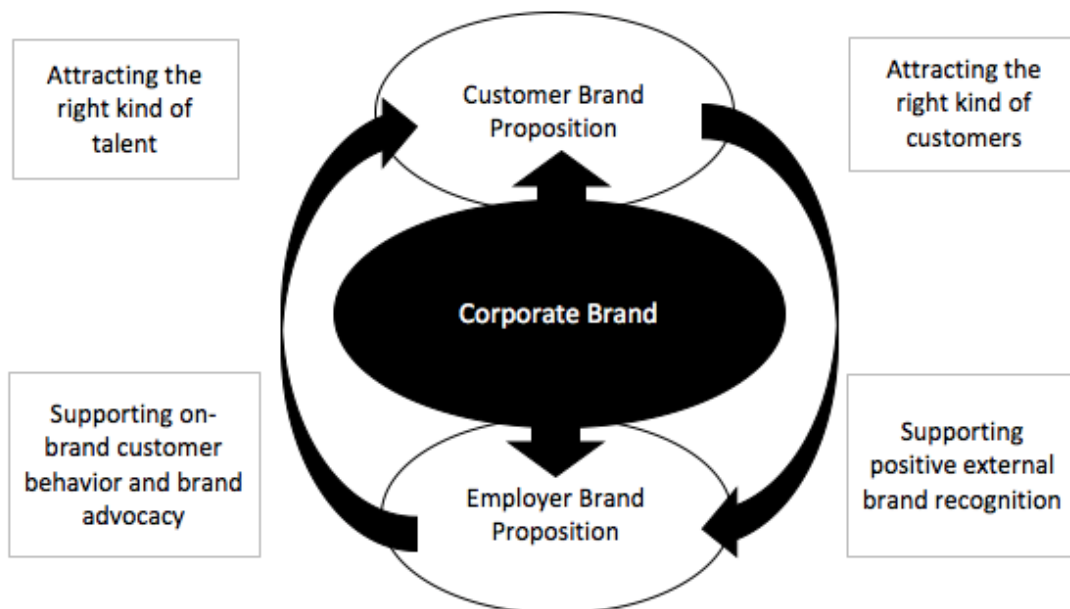 Attracting the
right kind of
talent
Customer Brand
Proposition
Attracting the
right kind of
customers
Corporate Brand
Supporting on-
brand customer
behavior and brand
advocacy
Employer Brand
Proposition
Supporting
positive external
brand recognition